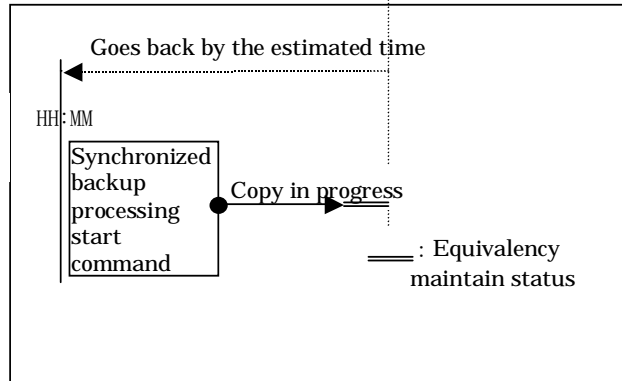 Goes back by the estimated time
HH:MM
Synchronized
backup
processing
start
command
Copy in progress
: Equivalency
maintain status